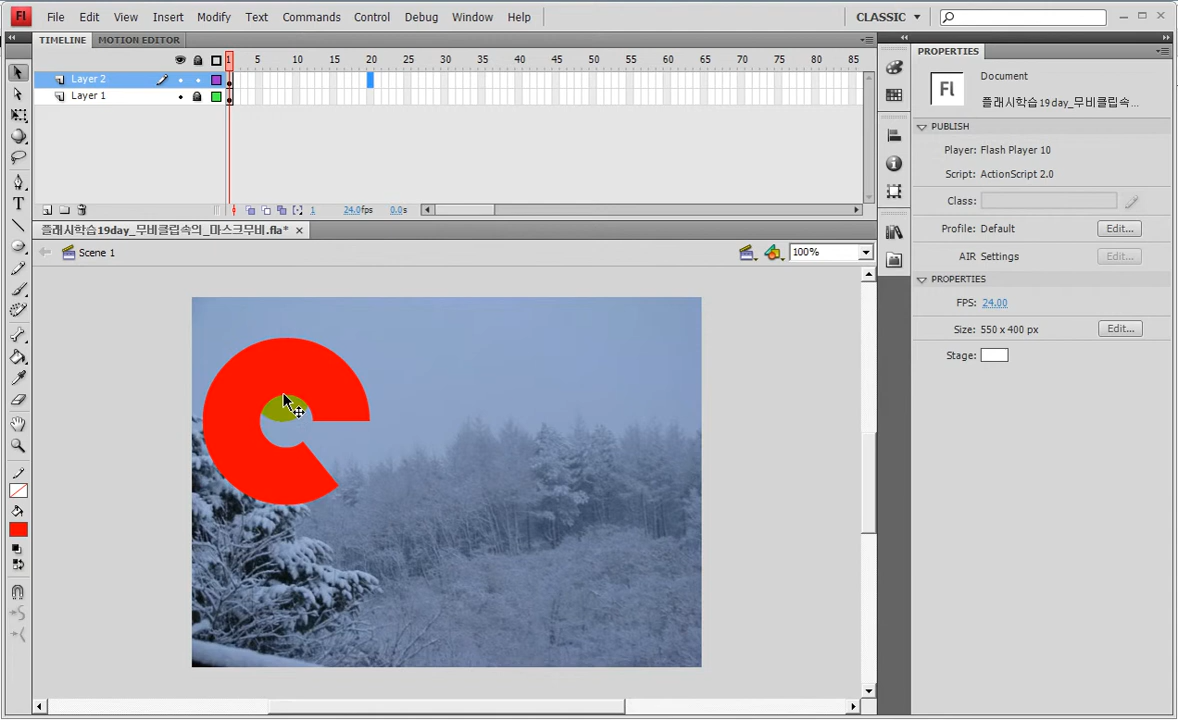 Fl File Edit View Insert Modify Text Commands Control Debug Window Help CLASSIC
TIMELINE MOTION EDITOR
1 5 10 15 20 25 30 35 40 45 50 55 60 65 70 75 80 85
Layer 2
Layer 1
1 24.0fps 0.0s
플래시학습19day_무비클립속의_마스크무비.fla*
Scene 1 100%
PROPERTIES
Fl Document
플래시학습19day_무비클립속...
PUBLISH
Player: Flash Player 10
Script: ActionScript 2.0
Class:
Profile: Default Edit...
AIR Settings Edit...
PROPERTIES
FPS: 24.00
Size: 550 x 400 px Edit...
Stage:
T